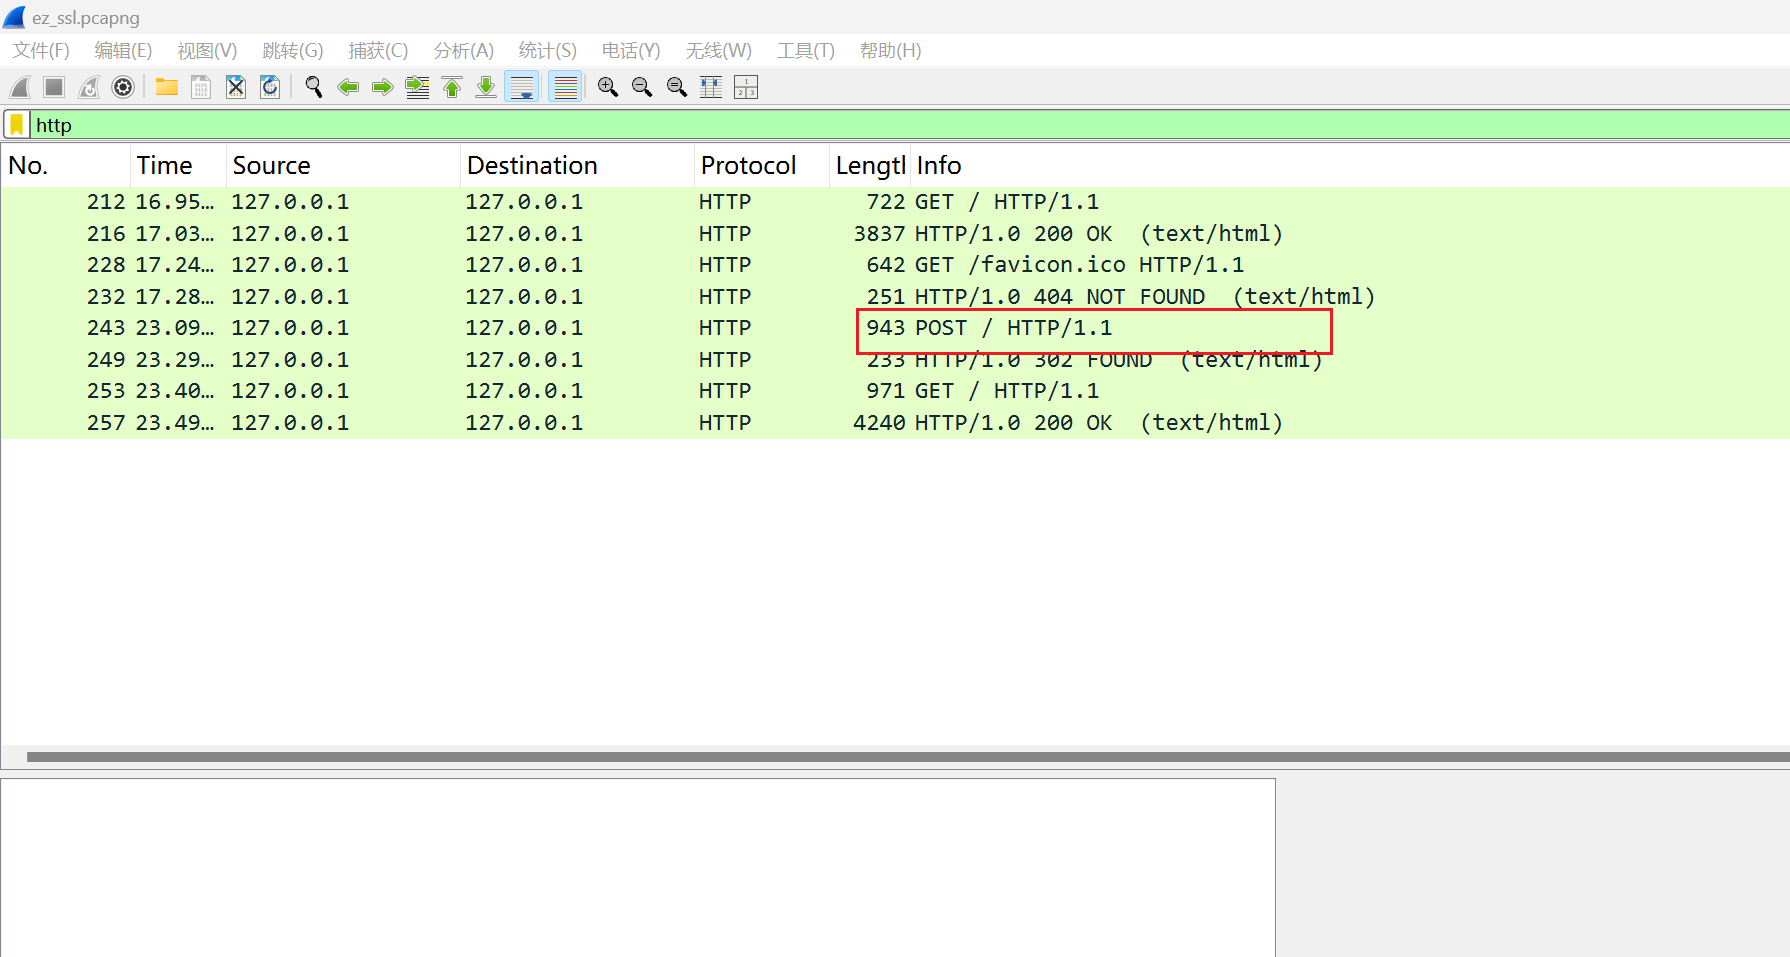 ez_ssl.pcapng
文件(F) 编辑(E) 视图(V) 跳转(G) 捕获(C) 分析(A) 统计(S) 电话(Y) 无线(W) 工具(T) 帮助(H)
http
No. Time Source Destination Protocol Lengtl Info
212 16.95… 127.0.0.1 127.0.0.1 HTTP 722 GET / HTTP/1.1
216 17.03… 127.0.0.1 127.0.0.1 HTTP 3837 HTTP/1.0 200 OK (text/html)
228 17.24… 127.0.0.1 127.0.0.1 HTTP 642 GET /favicon.ico HTTP/1.1
232 17.28… 127.0.0.1 127.0.0.1 HTTP 251 HTTP/1.0 404 NOT FOUND (text/html)
243 23.09… 127.0.0.1 127.0.0.1 HTTP 943 POST / HTTP/1.1
249 23.29… 127.0.0.1 127.0.0.1 HTTP 233 HTTP/1.0 302 FOUND (text/html)
253 23.40… 127.0.0.1 127.0.0.1 HTTP 971 GET / HTTP/1.1
257 23.49… 127.0.0.1 127.0.0.1 HTTP 4240 HTTP/1.0 200 OK (text/html)